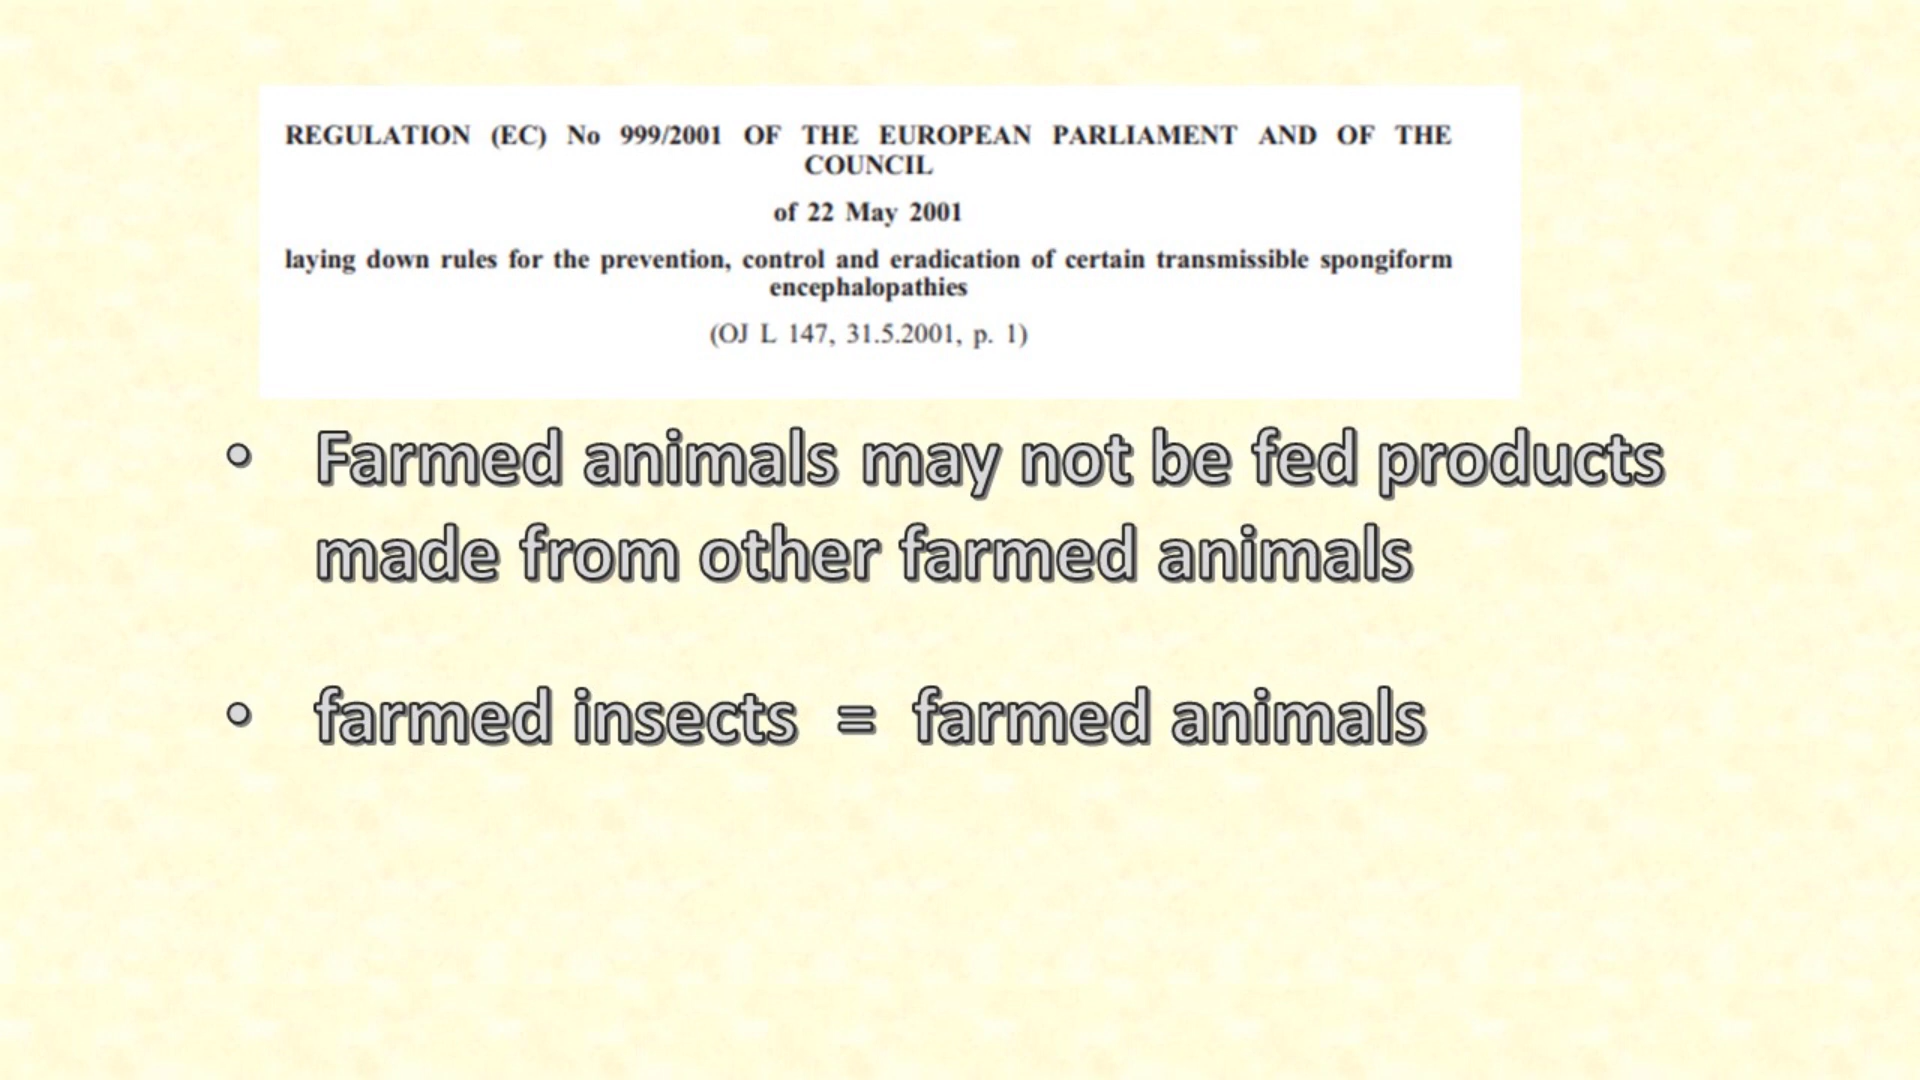 REGULATION (EC) No 999/2001 OF THE EUROPEAN PARLIAMENT AND OF THE
COUNCIL
of 22 May 2001
laying down rules for the prevention, control and eradication of certain transmissible spongiform
encephalopathies
(OJ L 147, 31.5.2001, p. 1)
• Farmed animals may not be fed products
made from other farmed animals
• farmed insects = farmed animals